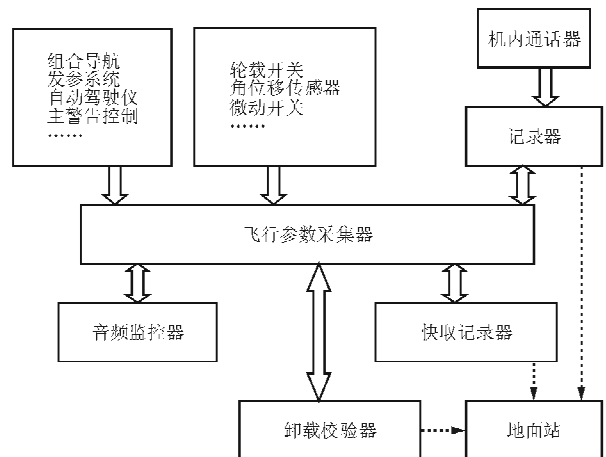 组合导航
发参系统
自动驾驶仪
主警告控制
……
轮载开关
角位移传感器
微动开关
……
机内通话器
记录器
飞行参数采集器
音频监控器
快取记录器
卸载校验器
地面站